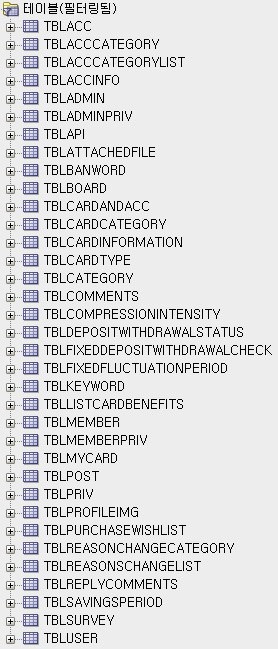 테이블(필터링됨)
TBLACC
TBLACCCATEGORY
TBLACCCATEGORYLIST
TBLACCINFO
TBLADMIN
TBLADMINPRIV
TBLAPI
TBLATTACHEDFILE
TBLBANWORD
TBLBOARD
TBLCARDANDACC
TBLCARDCATEGORY
TBLCARDINFORMATION
TBLCARDTYPE
TBLCATEGORY
TBLCOMMENTS
TBLCOMPRESSIONINTENSITY
TBLDEPOSITWITHDRAWALSTATUS
TBLFIXEDDEPOSITWITHDRAWALCHECK
TBLFIXEDFLUCTUATIONPERIOD
TBLKEYWORD
TBLLISTCARDBENEFITS
TBLMEMBER
TBLMEMBERPRIV
TBLMYCARD
TBLPOST
TBLPRIV
TBLPROFILEIMG
TBLPURCHASEWISHLIST
TBLREASONCHANGECATEGORY
TBLREASONSCHANGELIST
TBLREPLYCOMMENTS
TBLSAVINGSPERIOD
TBLSURVEY
TBLUSER